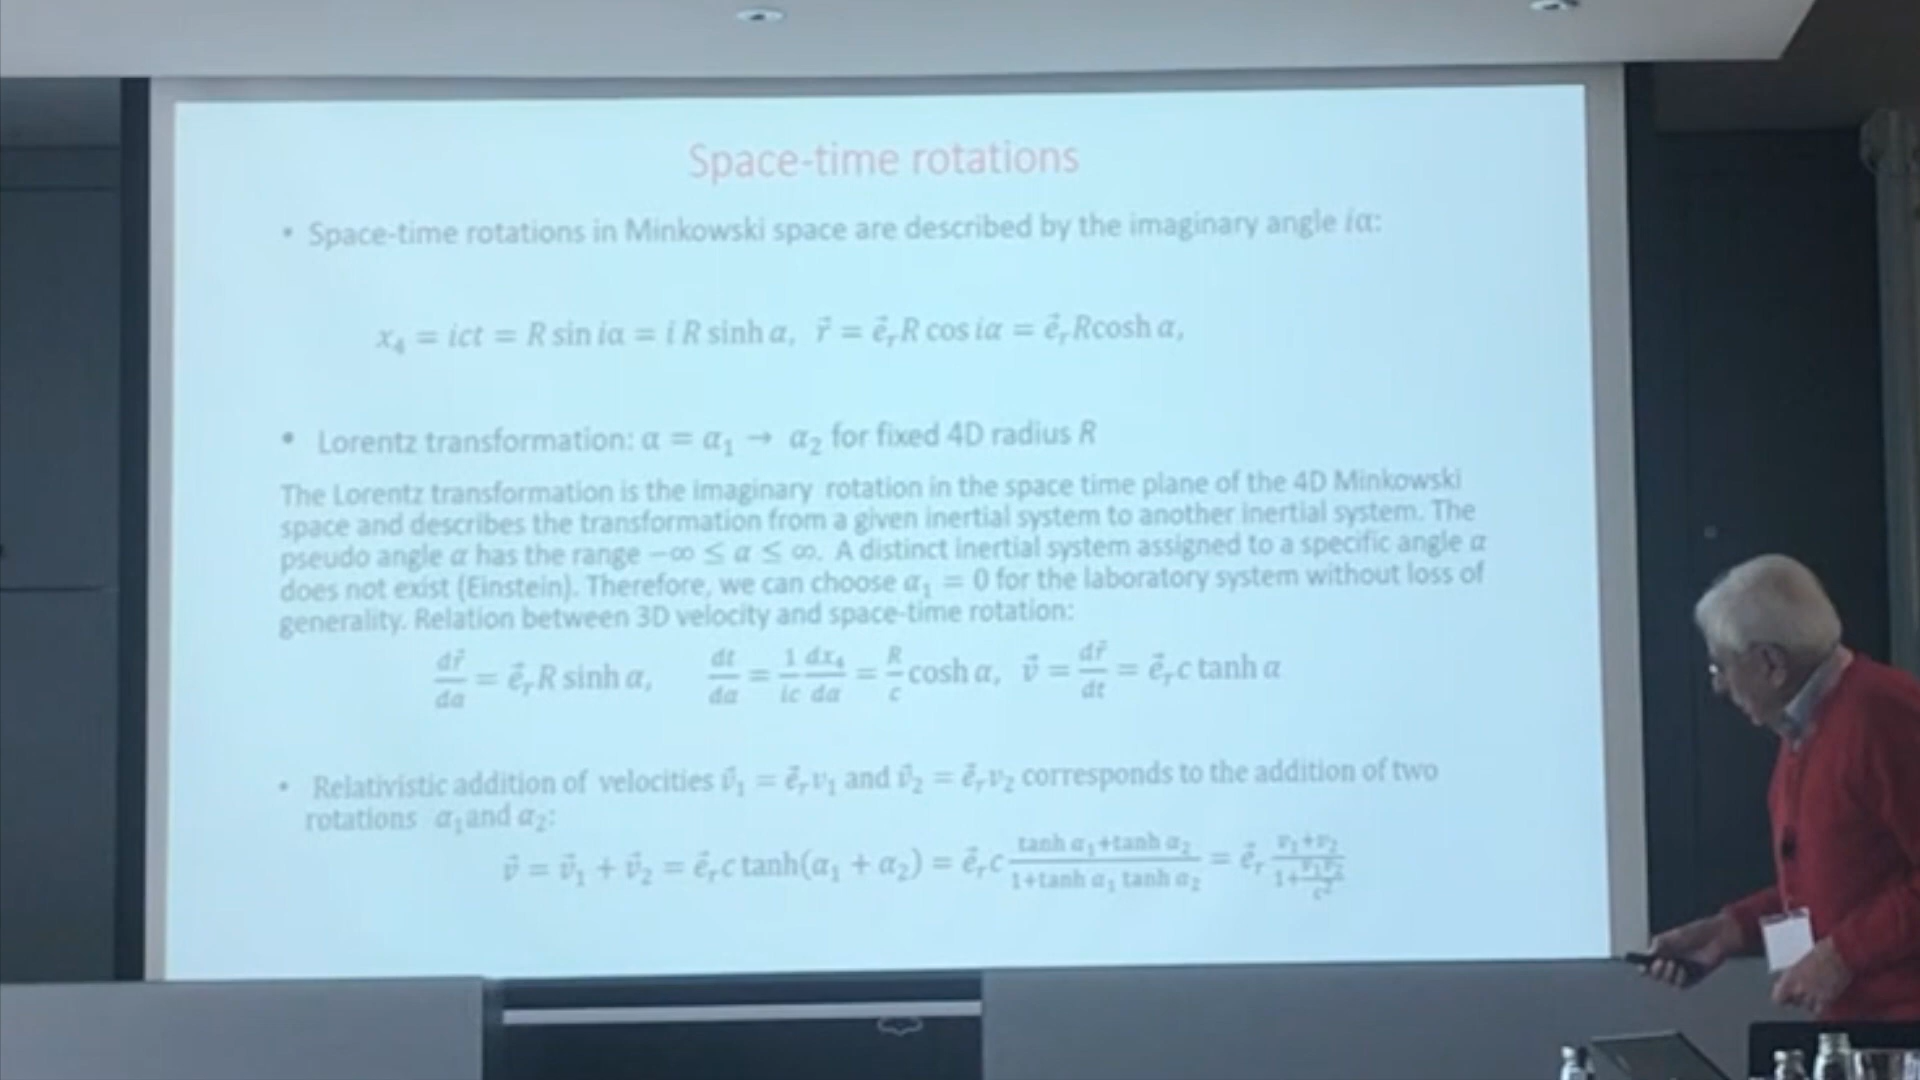 Space-time rotations
• Space-time rotations in Minkowski space are described by the imaginary angle iα:
x₄ = ict = R sin iα = i R sinh α, r⃗ = e⃗ᵣR cos iα = e⃗ᵣRcosh α,
• Lorentz transformation: α = α₁ → α₂ for fixed 4D radius R
The Lorentz transformation is the imaginary rotation in the space time plane of the 4D Minkowski
space and describes the transformation from a given inertial system to another inertial system. The
pseudo angle α has the range −∞ ≤ α ≤ ∞. A distinct inertial system assigned to a specific angle α
does not exist (Einstein). Therefore, we can choose α₁ = 0 for the laboratory system without loss of
generality. Relation between 3D velocity and space-time rotation:
dr⃗/dα = e⃗ᵣR sinh α, dt/dα = 1/ic dx₄/dα = R/c cosh α, v⃗ = dr⃗/dt = e⃗ᵣc tanh α
• Relativistic addition of velocities v⃗₁ = e⃗ᵣv₁ and v⃗₂ = e⃗ᵣv₂ corresponds to the addition of two
rotations α₁and α₂:
v⃗ = v⃗₁ + v⃗₂ = e⃗ᵣc tanh(α₁ + α₂) = e⃗ᵣc (tanh α₁+tanh α₂)/(1+tanh α₁ tanh α₂) = e⃗ᵣ (v₁+v₂)/(1+v₁v₂/c²)